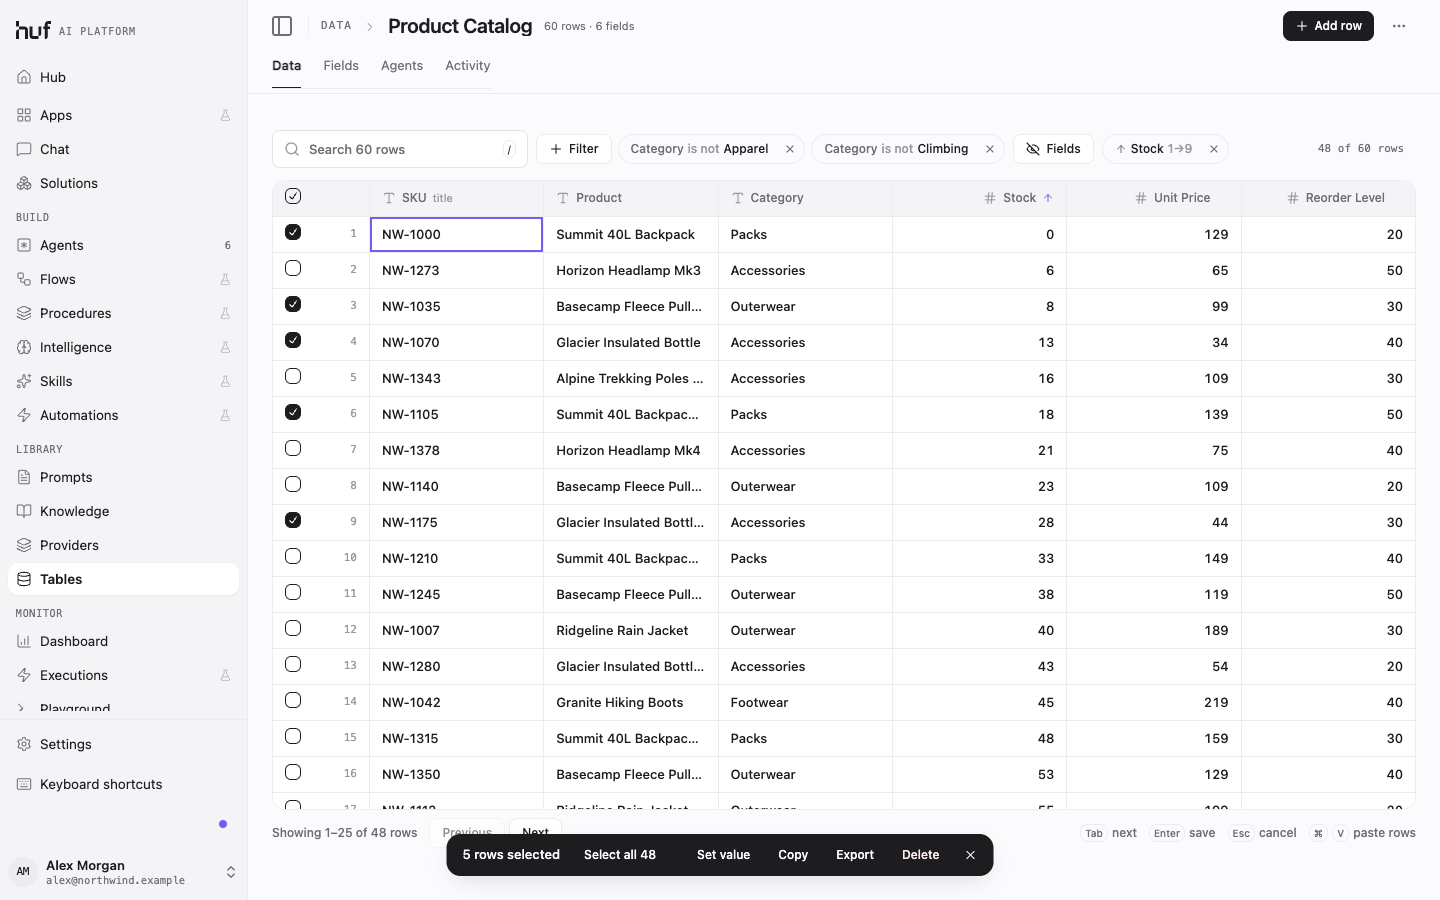 huf AI PLATFORM
Hub
Apps
Chat
Solutions
BUILD
Agents 6
Flows
Procedures
Intelligence
Skills
Automations
LIBRARY
Prompts
Knowledge
Providers
Tables
MONITOR
Dashboard
Executions
Playground
Settings
Keyboard shortcuts
AM Alex Morgan
alex@northwind.example
DATA Product Catalog 60 rows · 6 fields
Add row
Data Fields Agents Activity
Search 60 rows /
Filter
Category is not Apparel
Category is not Climbing
Fields
Stock 1→9
48 of 60 rows
SKU title Product Category Stock Unit Price Reorder Level
1 NW-1000 Summit 40L Backpack Packs 0 129 20
2 NW-1273 Horizon Headlamp Mk3 Accessories 6 65 50
3 NW-1035 Basecamp Fleece Pull... Outerwear 8 99 30
4 NW-1070 Glacier Insulated Bottle Accessories 13 34 40
5 NW-1343 Alpine Trekking Poles ... Accessories 16 109 30
6 NW-1105 Summit 40L Backpac... Packs 18 139 50
7 NW-1378 Horizon Headlamp Mk4 Accessories 21 75 40
8 NW-1140 Basecamp Fleece Pull... Outerwear 23 109 20
9 NW-1175 Glacier Insulated Bottl... Accessories 28 44 30
10 NW-1210 Summit 40L Backpac... Packs 33 149 40
11 NW-1245 Basecamp Fleece Pull... Outerwear 38 119 50
12 NW-1007 Ridgeline Rain Jacket Outerwear 40 189 30
13 NW-1280 Glacier Insulated Bottl... Accessories 43 54 20
14 NW-1042 Granite Hiking Boots Footwear 45 219 40
15 NW-1315 Summit 40L Backpac... Packs 48 159 30
16 NW-1350 Basecamp Fleece Pull... Outerwear 53 129 40
Showing 1–25 of 48 rows Previous Next
Tab next Enter save Esc cancel ⌘ V paste rows
5 rows selected Select all 48 Set value Copy Export Delete